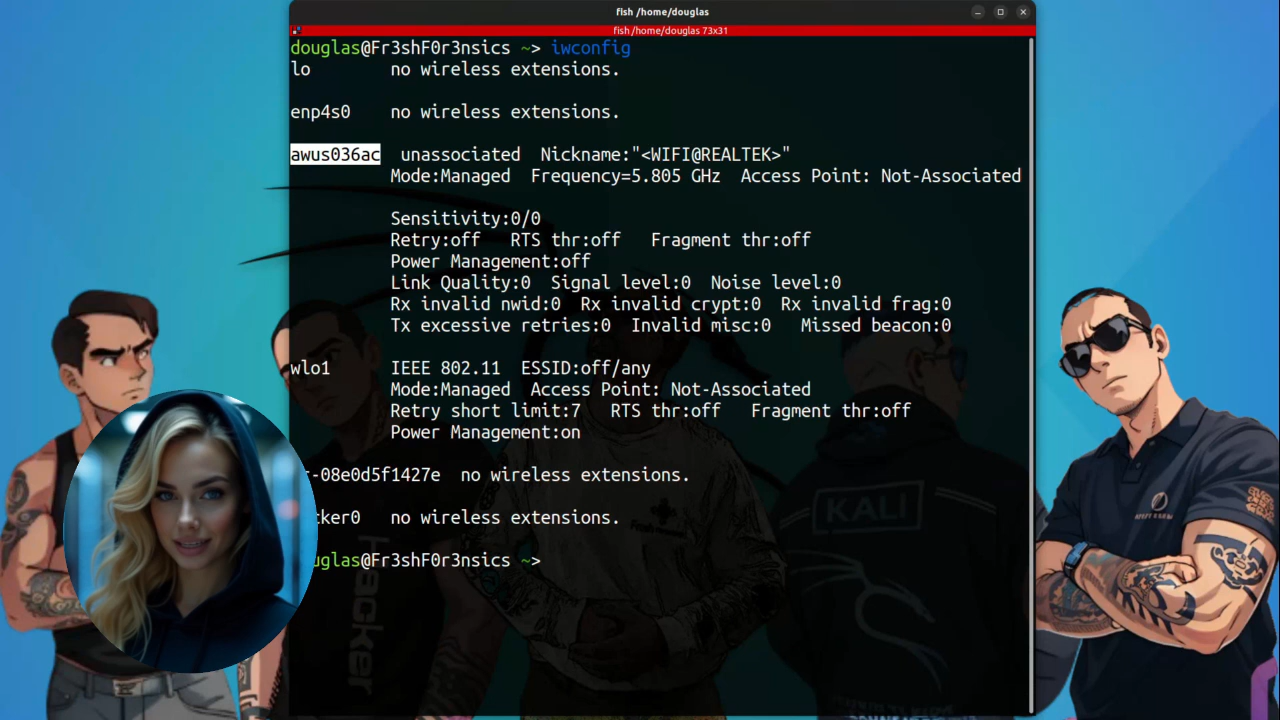 fish /home/douglas
fish /home/douglas 73x31
douglas@Fr3shF0r3nsics ~> iwconfig
lo        no wireless extensions.
enp4s0    no wireless extensions.
awus036ac  unassociated  Nickname:"<WIFI@REALTEK>"
Mode:Managed  Frequency=5.805 GHz  Access Point: Not-Associated
Sensitivity:0/0
Retry:off   RTS thr:off   Fragment thr:off
Power Management:off
Link Quality:0  Signal level:0  Noise level:0
Rx invalid nwid:0  Rx invalid crypt:0  Rx invalid frag:0
Tx excessive retries:0  Invalid misc:0   Missed beacon:0
wlo1      IEEE 802.11  ESSID:off/any
Mode:Managed  Access Point: Not-Associated
Retry short limit:7   RTS thr:off   Fragment thr:off
Power Management:on
-08e0d5f1427e  no wireless extensions.
cker0   no wireless extensions.
uglas@Fr3shF0r3nsics ~>
KALI
Hacker